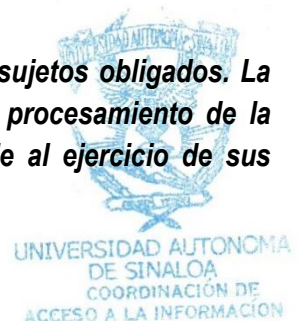 sujetos obligados. La
procesamiento de la
al ejercicio de sus
UNIVERSIDAD AUTONOMA
DE SINALOA
COORDINACIÓN DE
ACCESO A LA INFORMACIÓN